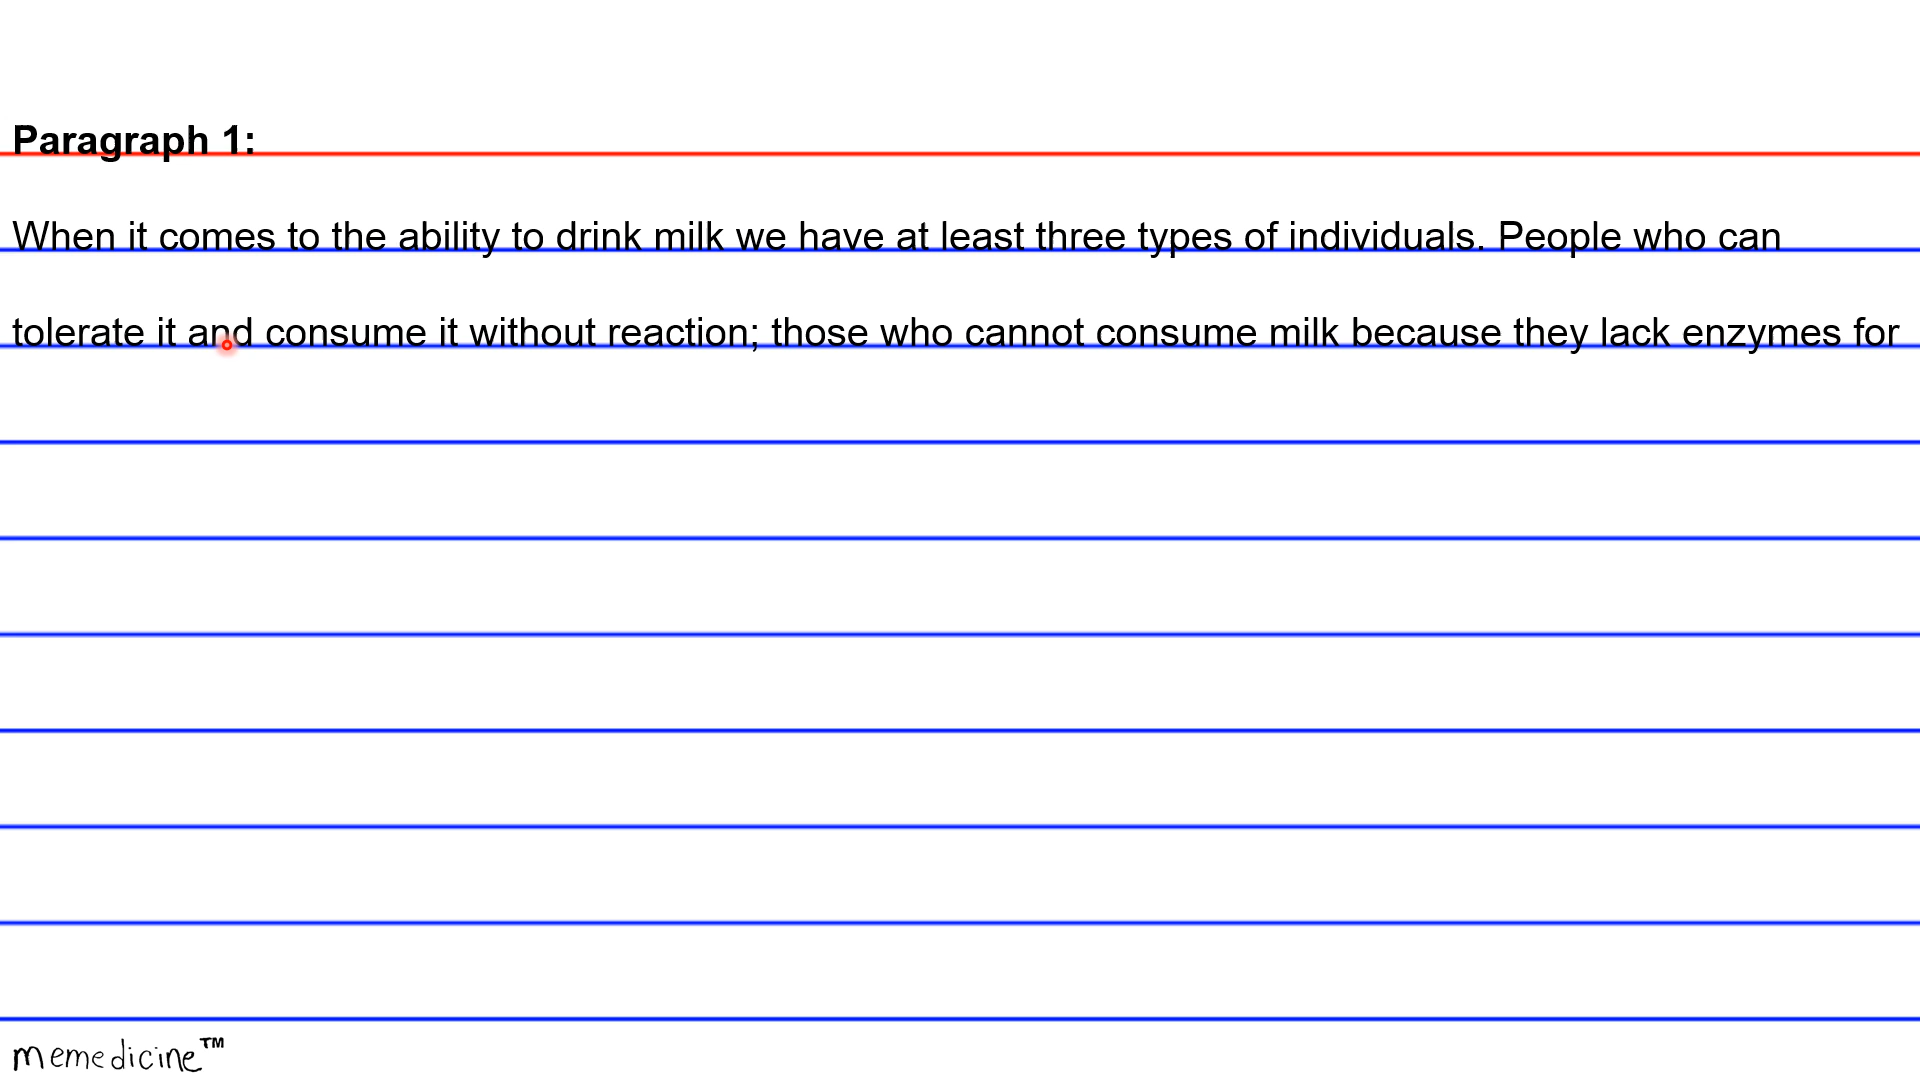 Paragraph 1:
When it comes to the ability to drink milk we have at least three types of individuals. People who can
tolerate it and consume it without reaction; those who cannot consume milk because they lack enzymes for
memedicine™